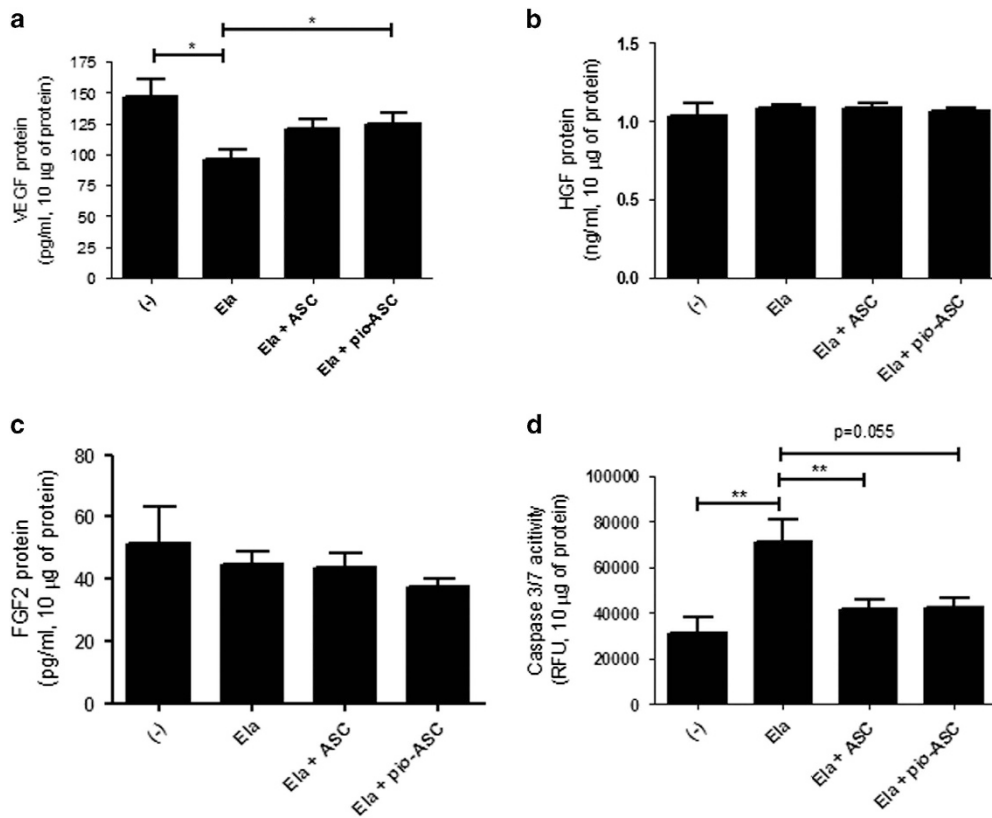 a
*
*
VEGF protein
(pg/ml, 10 µg of protein)
175
150
125
100
75
50
25
0
(-)
Ela
Ela + ASC
Ela + pio-ASC
b
HGF protein
(ng/ml, 10 µg of protein)
1.5
1.0
0.5
0.0
(-)
Ela
Ela + ASC
Ela + pio-ASC
c
FGF2 protein
(pg/ml, 10 µg of protein)
80
60
40
20
0
(-)
Ela
Ela + ASC
Ela + pio-ASC
d
p=0.055
**
**
Caspase 3/7 acitivity
(RFU, 10 µg of protein)
100000
80000
60000
40000
20000
0
(-)
Ela
Ela + ASC
Ela + pio-ASC